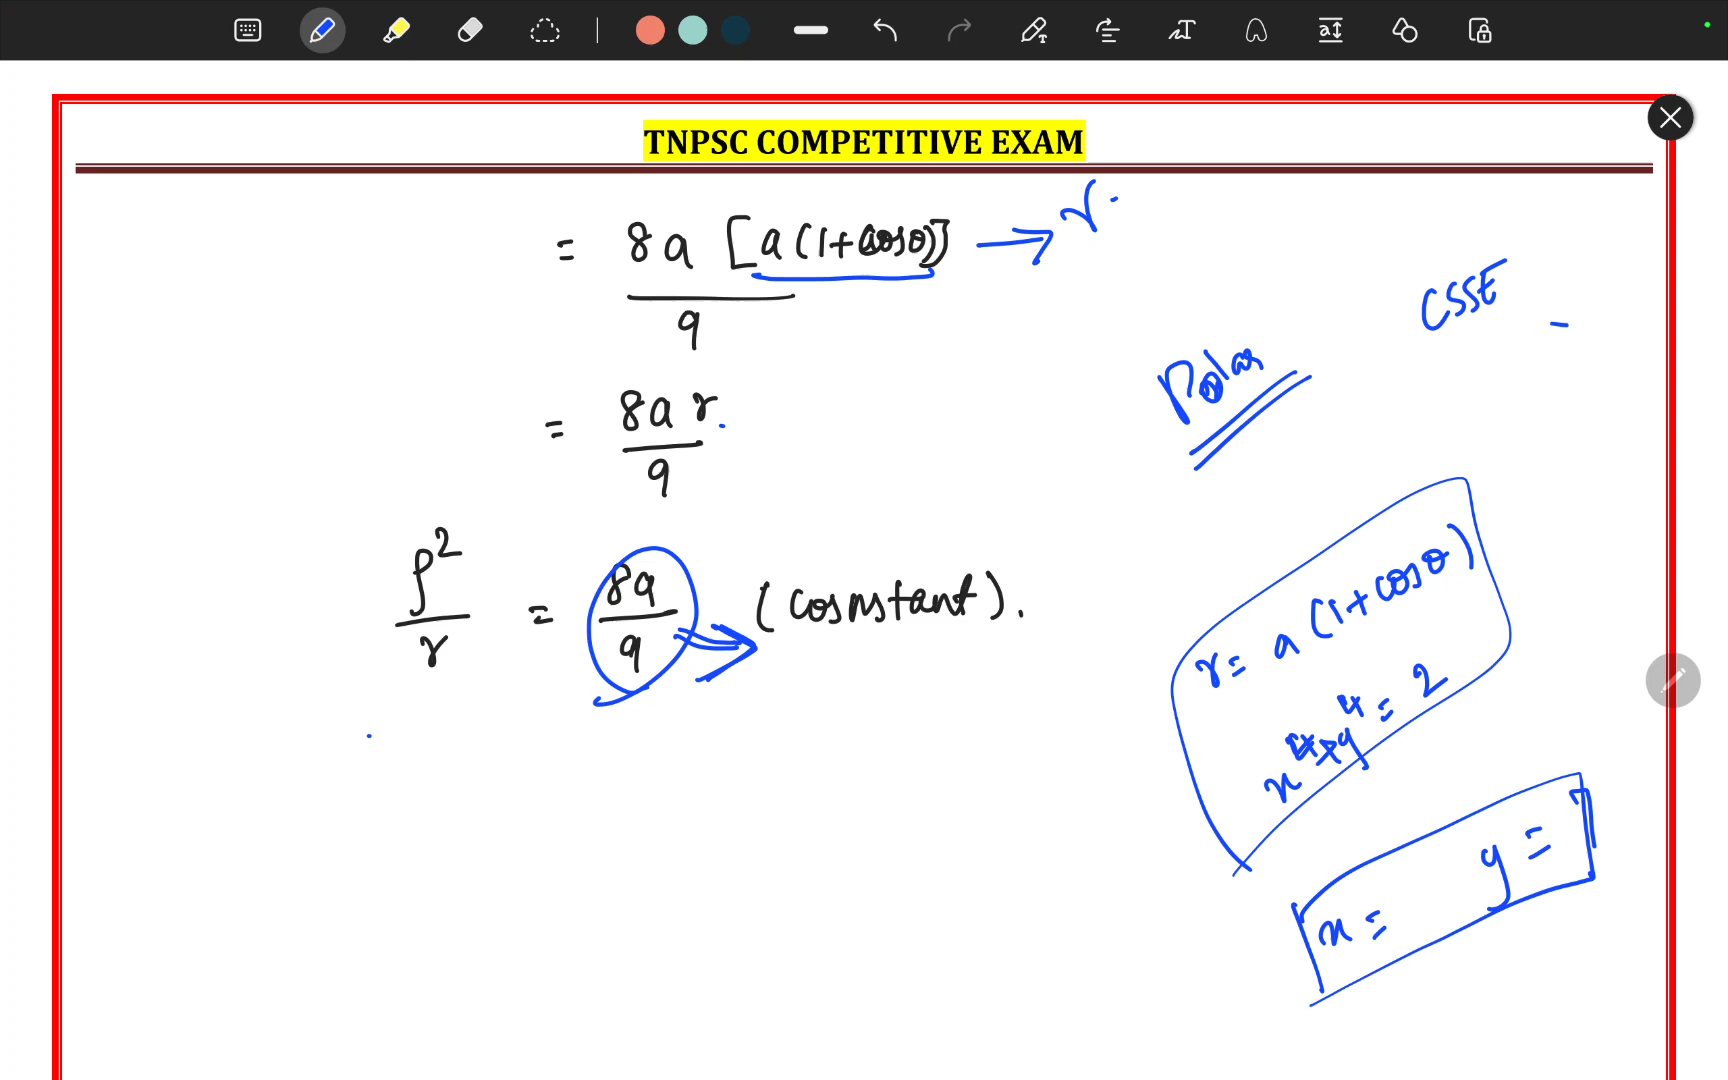 TNPSC COMPETITIVE EXAM
= 8a [a(1+cosθ)] → r
9
= 8a r
9
ρ² / r = 8a / 9 (cosnstant).
CSSE -
Polar
r = a(1+cosθ)
x⁴+y⁴ = 2
x = y =